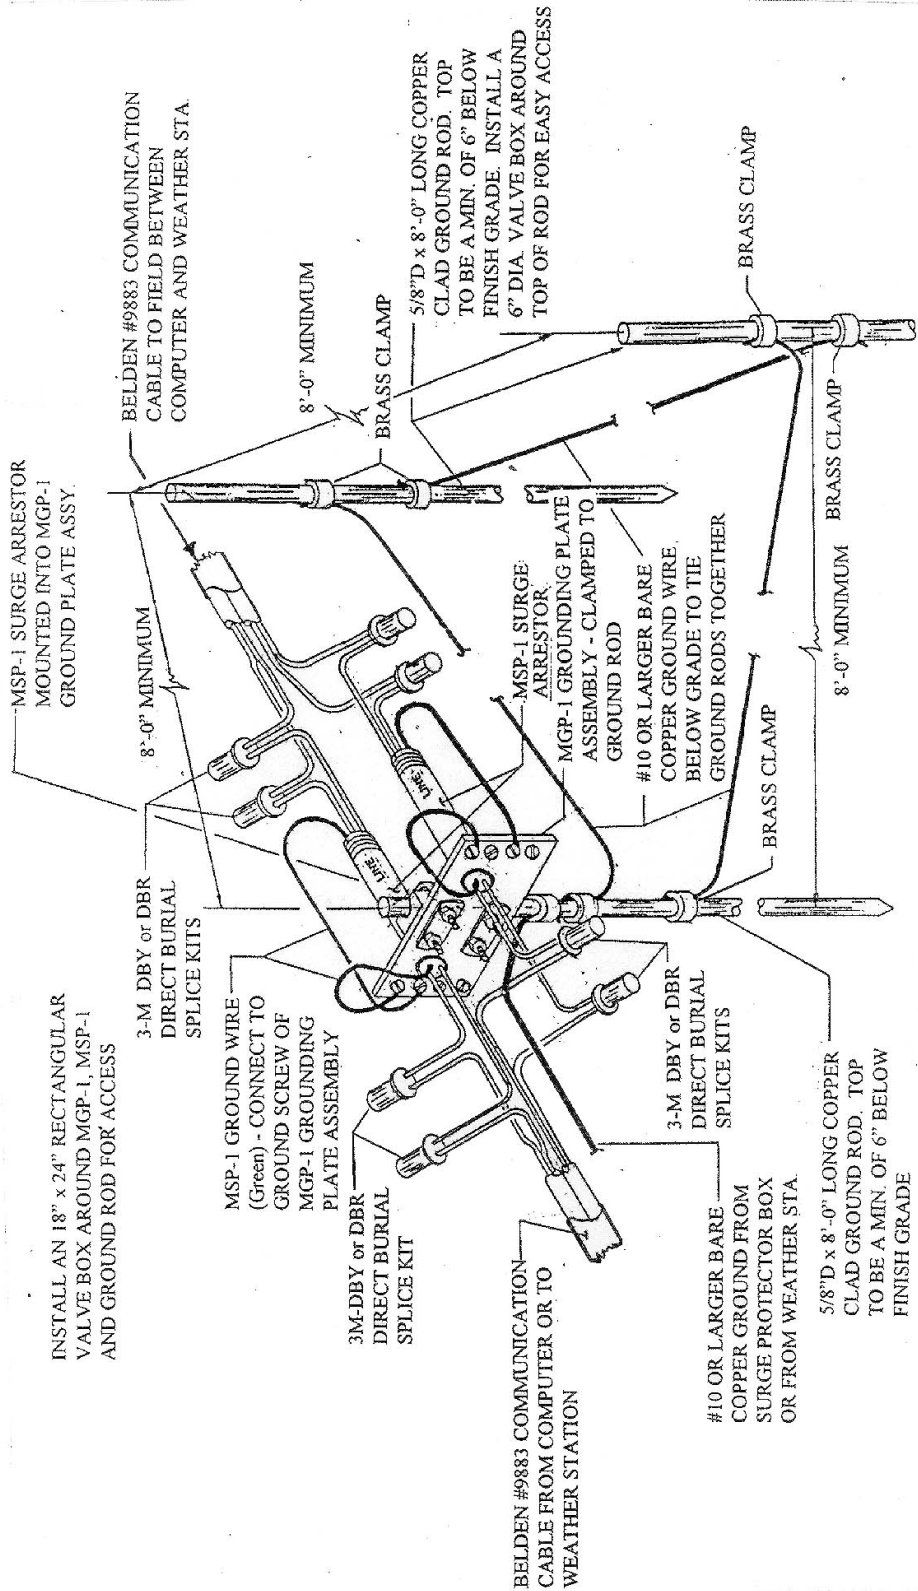 INSTALL AN 18" x 24" RECTANGULAR
VALVE BOX AROUND MGP-1, MSP-1
AND GROUND ROD FOR ACCESS
MSP-1 SURGE ARRESTOR
MOUNTED INTO MGP-1
GROUND PLATE ASSY.
BELDEN #9883 COMMUNICATION
CABLE TO FIELD BETWEEN
COMPUTER AND WEATHER STA.
3-M DBY or DBR
DIRECT BURIAL
SPLICE KITS
8'-0" MINIMUM
8'-0" MINIMUM
MSP-1 GROUND WIRE
(Green) - CONNECT TO
GROUND SCREW OF
MGP-1 GROUNDING
PLATE ASSEMBLY
LINE
LINE
BRASS CLAMP
5/8"D x 8'-0" LONG COPPER
CLAD GROUND ROD. TOP
TO BE A MIN. OF 6" BELOW
FINISH GRADE. INSTALL A
6" DIA. VALVE BOX AROUND
TOP OF ROD FOR EASY ACCESS
3M-DBY or DBR
DIRECT BURIAL
SPLICE KIT
MSP-1 SURGE
ARRESTOR
MGP-1 GROUNDING PLATE
ASSEMBLY - CLAMPED TO
GROUND ROD
#10 OR LARGER BARE
COPPER GROUND WIRE
BELOW GRADE TO TIE
GROUND RODS TOGETHER
BELDEN #9883 COMMUNICATION
CABLE FROM COMPUTER OR TO
WEATHER STATION
3-M DBY or DBR
DIRECT BURIAL
SPLICE KITS
BRASS CLAMP
BRASS CLAMP
BRASS CLAMP
8'-0" MINIMUM
#10 OR LARGER BARE
COPPER GROUND FROM
SURGE PROTECTOR BOX
OR FROM WEATHER STA.
5/8"D x 8'-0" LONG COPPER
CLAD GROUND ROD. TOP
TO BE A MIN. OF 6" BELOW
FINISH GRADE